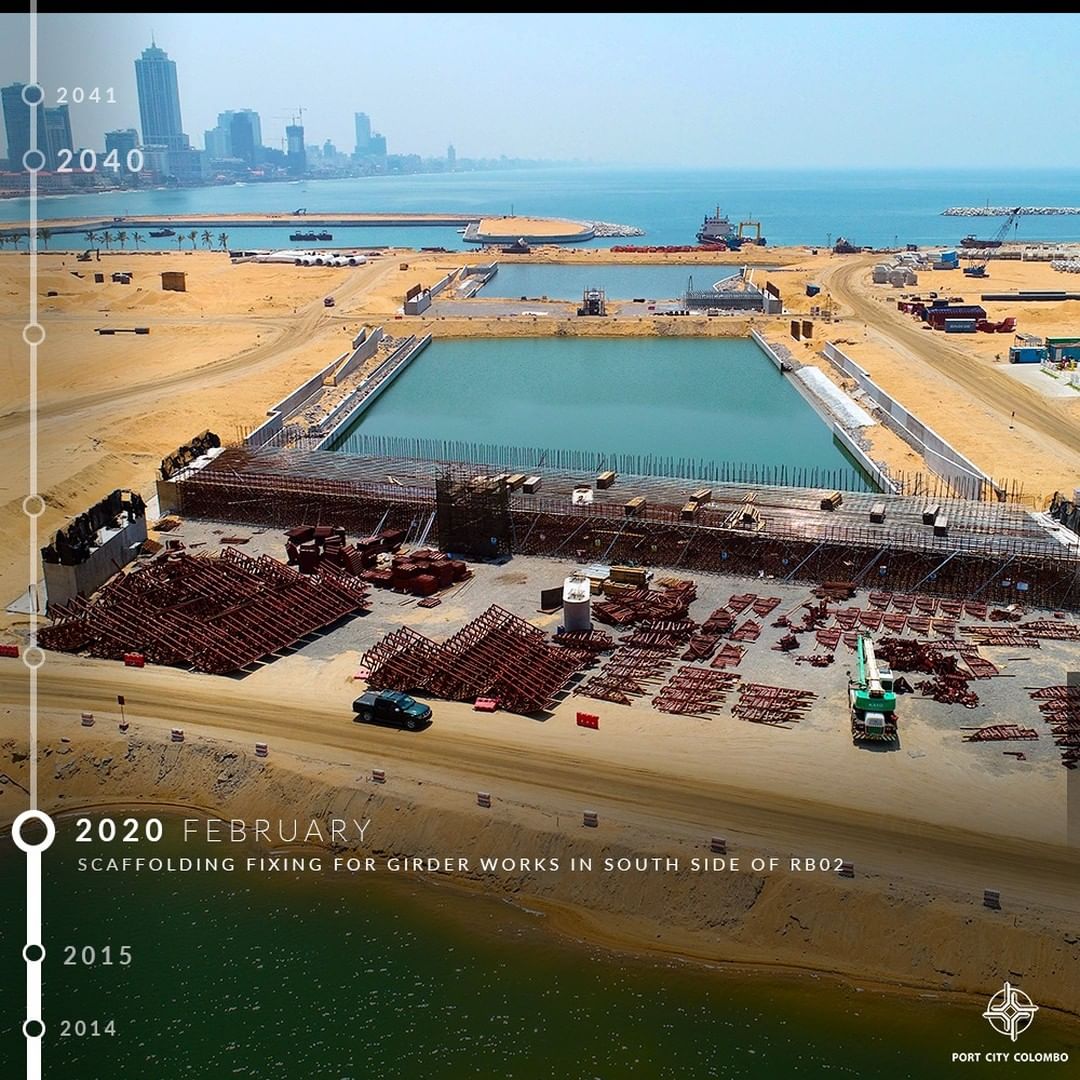 2041
2040
2020 FEBRUARY
SCAFFOLDING FIXING FOR GIRDER WORKS IN SOUTH SIDE OF RB02
2015
2014
PORT CITY COLOMBO